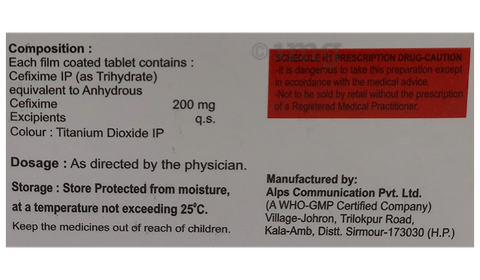 Composition :
Each film coated tablet contains :
Cefixime IP (as Trihydrate)
equivalent to Anhydrous
Cefixime 200 mg
Excipients q.s.
Colour : Titanium Dioxide IP
Dosage : As directed by the physician.
Storage : Store Protected from moisture,
at a temperature not exceeding 25°C.
Keep the medicines out of reach of children.
SCHEDULE H1 PRESCRIPTION DRUG-CAUTION
-It is dangerous to take this preparation except
in accordance with the medical advice.
-Not to be sold by retail without the prescription
of a Registered Medical Practitioner.
Manufactured by:
Alps Communication Pvt. Ltd.
(A WHO-GMP Certified Company)
Village-Johron, Trilokpur Road,
Kala-Amb, Distt. Sirmour-173030 (H.P.)